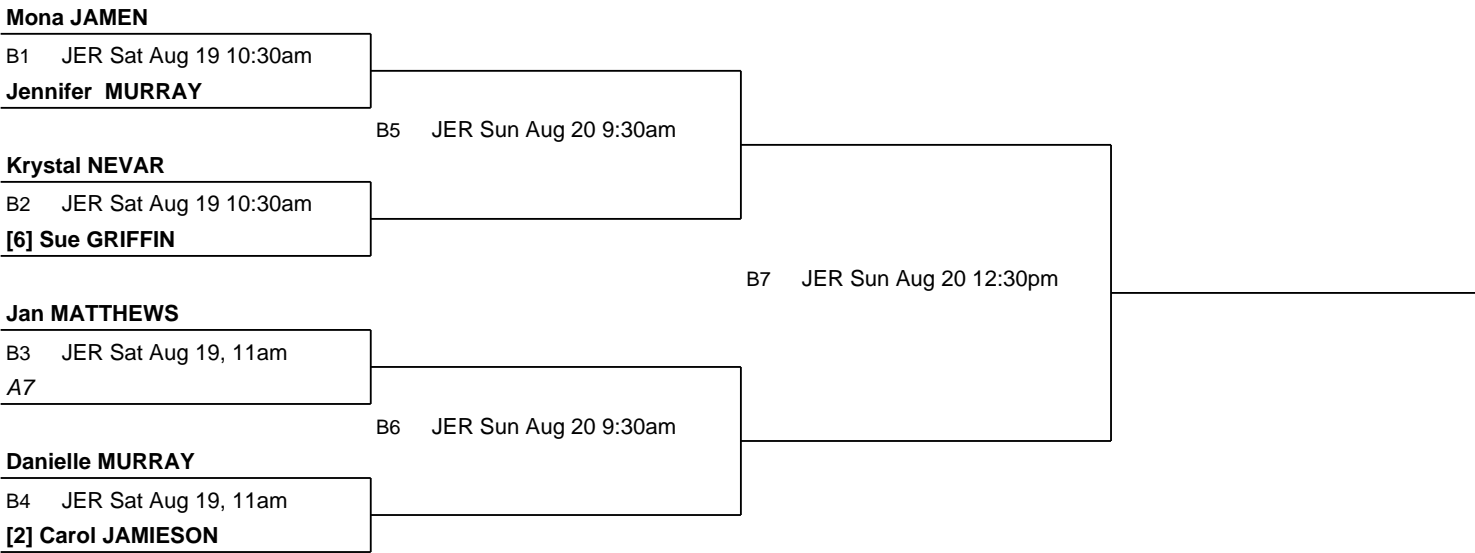 Mona JAMEN
B1 JER Sat Aug 19 10:30am
Jennifer MURRAY
B5 JER Sun Aug 20 9:30am
Krystal NEVAR
B2 JER Sat Aug 19 10:30am
[6] Sue GRIFFIN
B7 JER Sun Aug 20 12:30pm
Jan MATTHEWS
B3 JER Sat Aug 19, 11am
A7
B6 JER Sun Aug 20 9:30am
Danielle MURRAY
B4 JER Sat Aug 19, 11am
[2] Carol JAMIESON